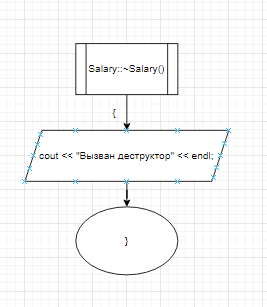 Salary::~Salary()
{
cout << "Вызван деструктор" << endl;
}